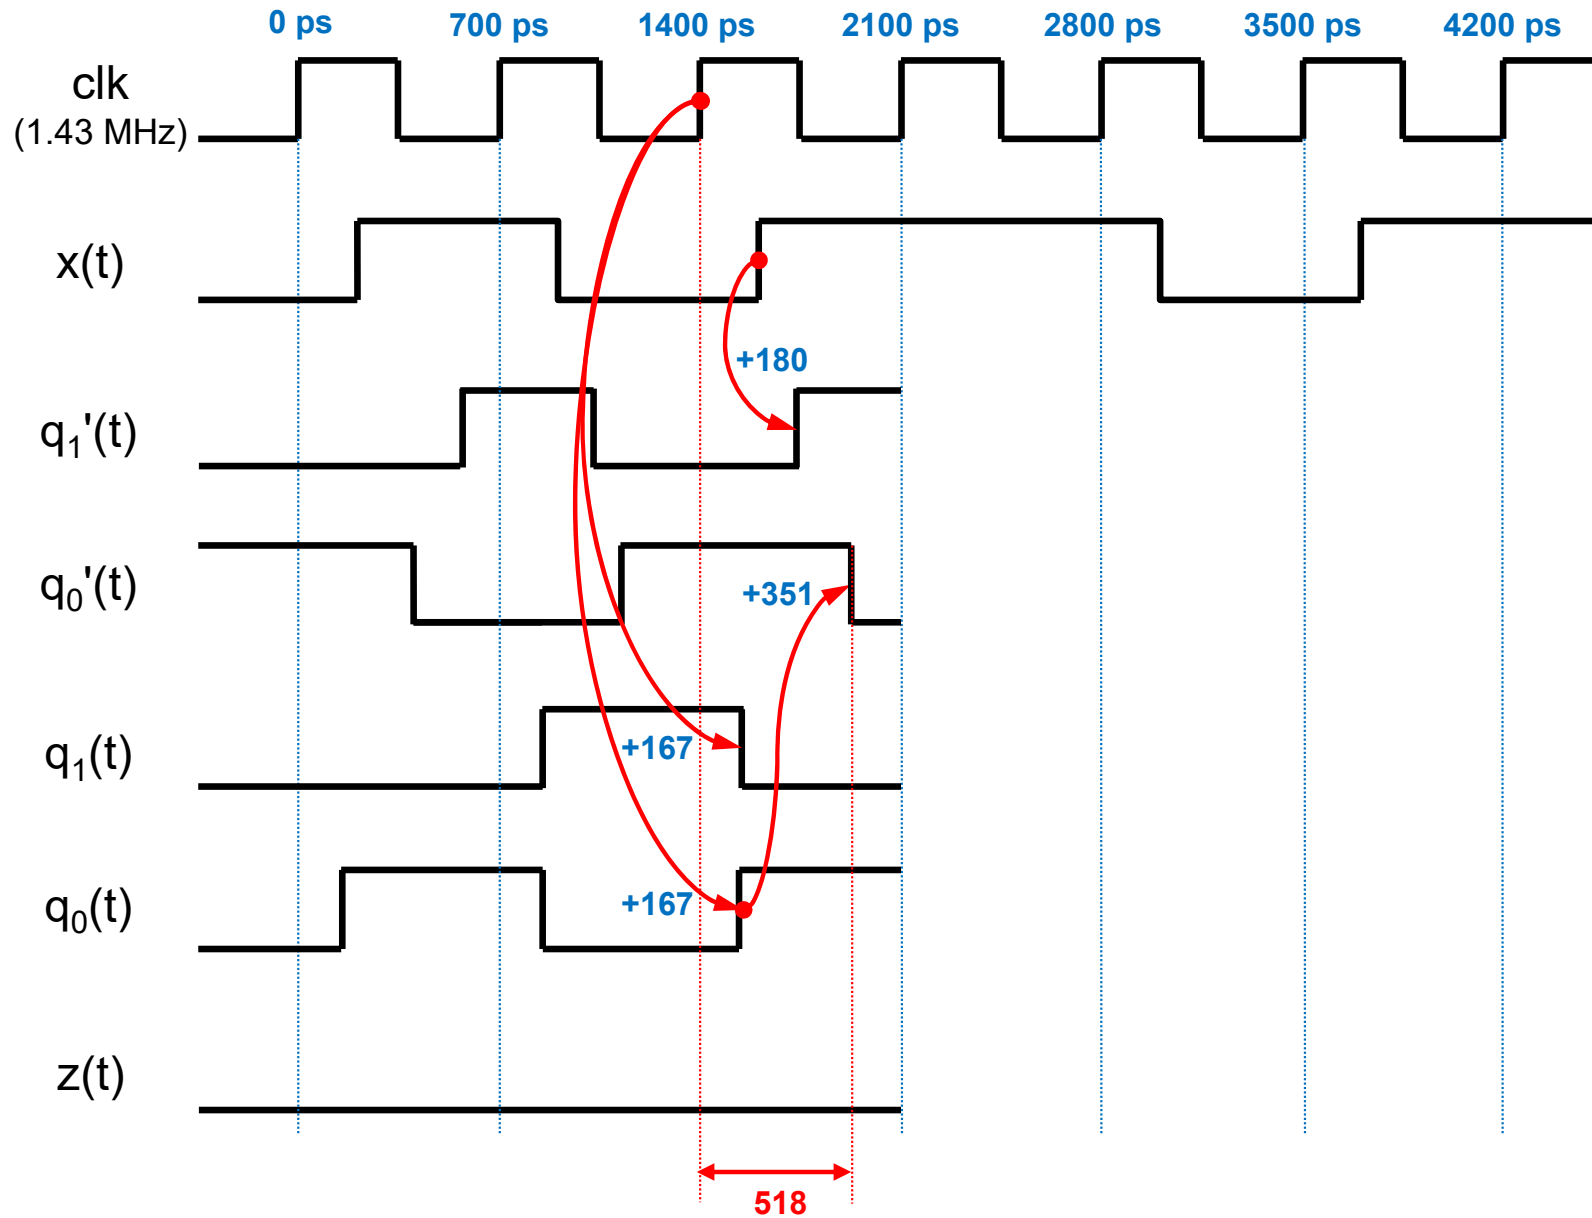 0 ps 700 ps 1400 ps 2100 ps 2800 ps 3500 ps 4200 ps
clk
(1.43 MHz)
x(t)
+180
q₁'(t)
q₀'(t)
+351
q₁(t)
+167
q₀(t)
+167
z(t)
518